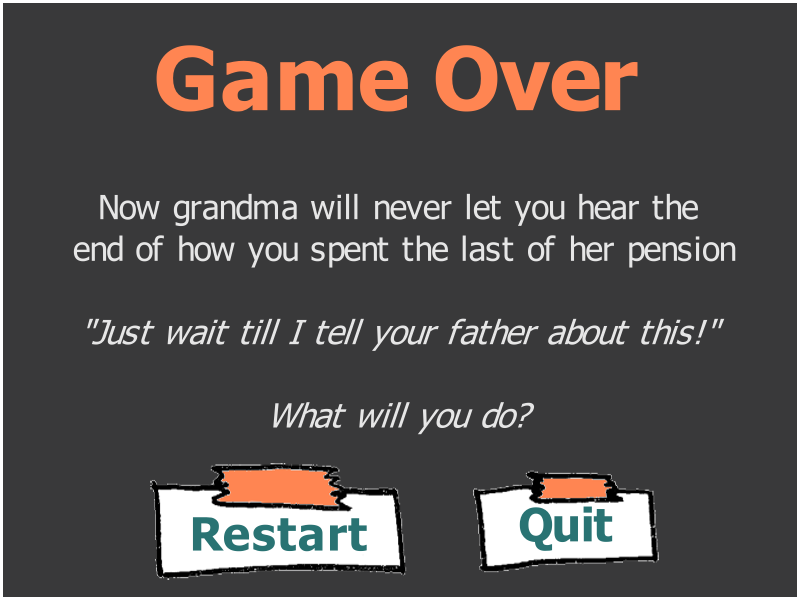 Game Over
Now grandma will never let you hear the
end of how you spent the last of her pension
"Just wait till I tell your father about this!"
What will you do?
Restart
Quit